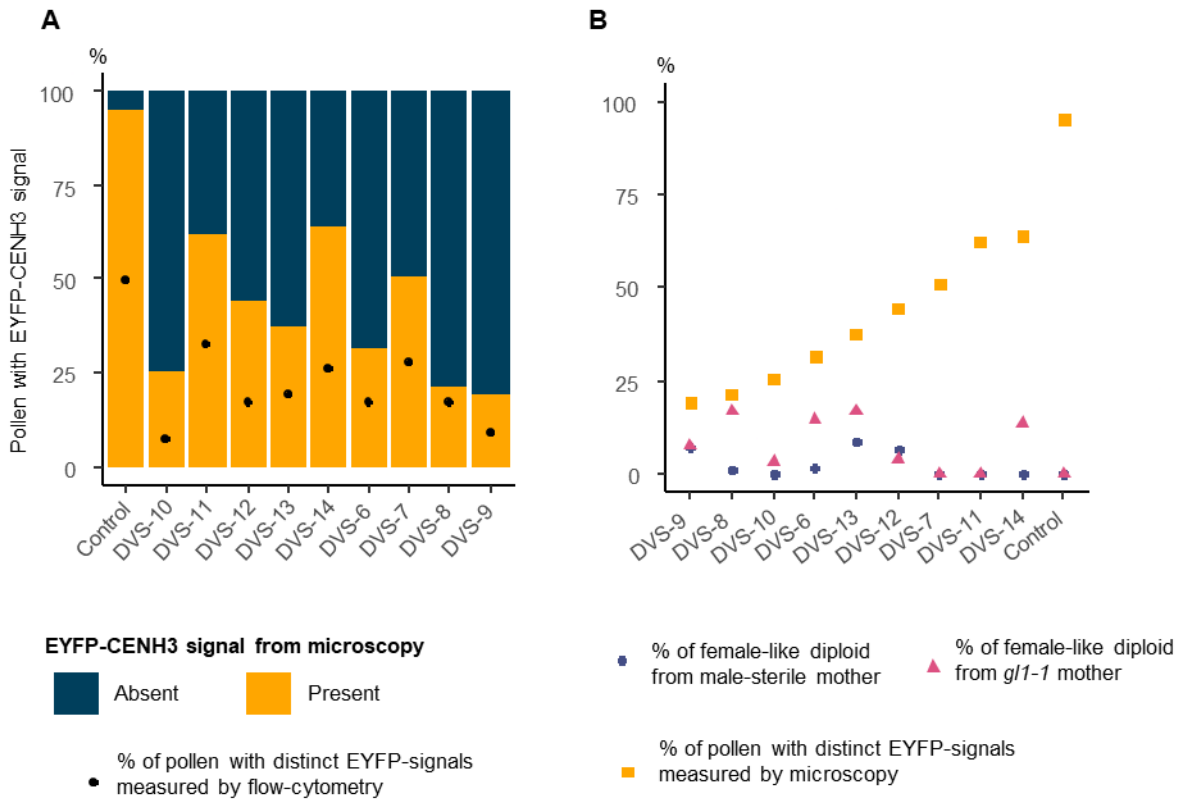 A
%
100
75
50
25
0
Pollen with EYFP-CENH3 signal
Control
DVS-10
DVS-11
DVS-12
DVS-13
DVS-14
DVS-6
DVS-7
DVS-8
DVS-9
EYFP-CENH3 signal from microscopy
Absent
Present
% of pollen with distinct EYFP-signals
measured by flow-cytometry
B
%
100
75
50
25
0
DVS-9
DVS-8
DVS-10
DVS-6
DVS-13
DVS-12
DVS-7
DVS-11
DVS-14
Control
% of female-like diploid
from male-sterile mother
% of female-like diploid
from gl1-1 mother
% of pollen with distinct EYFP-signals
measured by microscopy